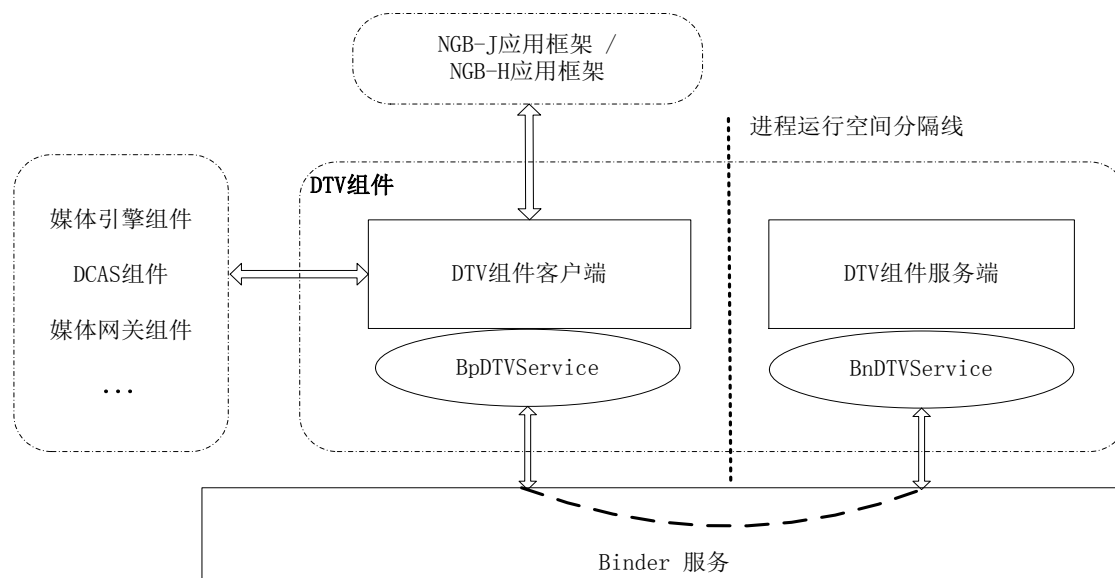 NGB-J应用框架 /
NGB-H应用框架
进程运行空间分隔线
DTV组件
媒体引擎组件
DCAS组件
媒体网关组件
...
DTV组件客户端
DTV组件服务端
BpDTVService
BnDTVService
Binder 服务